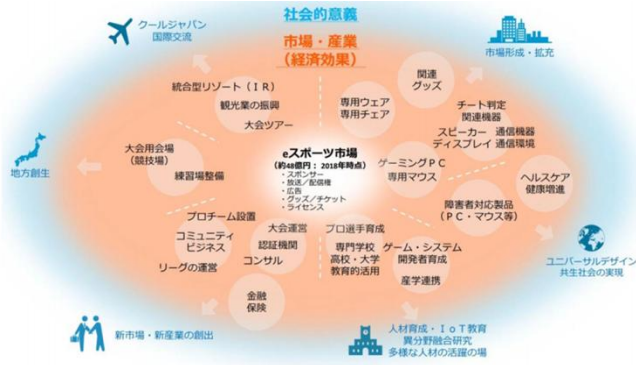 社会的意義
市場・産業
(経済効果)
クールジャパン
国際交流
市場形成・拡充
統合型リゾート(IR)
観光業の振興
大会ツアー
専用ウェア
専用チェア
関連
グッズ
チート判定
関連機器
スピーカー 通信機器
ディスプレイ 通信環境
大会用会場
(競技場)
練習場整備
eスポーツ市場
(約48億円: 2018年時点)
・スポンサー
・放送/配信権
・広告
・グッズ/チケット
・ライセンス
ゲーミングPC
専用マウス
ヘルスケア
健康増進
障害者対応製品
(PC・マウス等)
地方創生
プロチーム設置
コミュニティ
ビジネス
リーグの運営
大会運営
認証機関
コンサル
金融
保険
プロ選手育成
専門学校
高校・大学
教育的活用
ゲーム・システム
開発者育成
産学連携
ユニバーサルデザイン
共生社会の実現
新市場・新産業の創出
人材育成・IoT教育
異分野融合研究
多様な人材の活躍の場